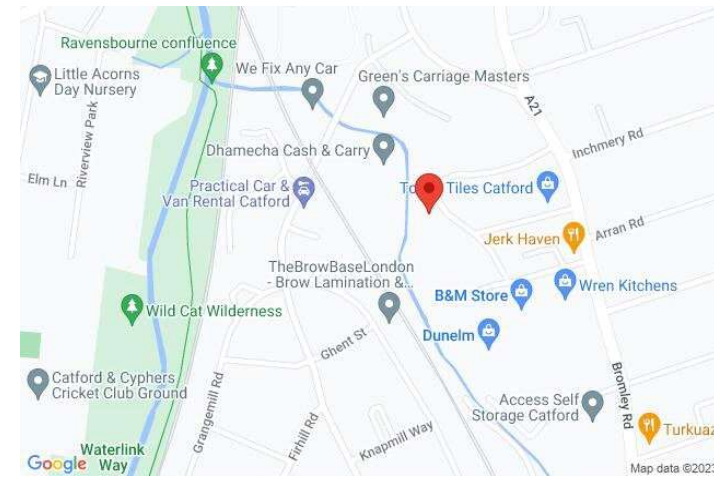 Ravensbourne confluence
Little Acorns
Day Nursery
We Fix Any Car
Green's Carriage Masters
A21
Riverview Park
Elm Ln
Dhamecha Cash & Carry
Inchmery Rd
Practical Car &
Van Rental Catford
Tiles Catford
Jerk Haven
Arran Rd
TheBrowBaseLondon
- Brow Lamination &...
B&M Store
Wren Kitchens
Wild Cat Wilderness
Dunelm
Ghent St
Catford & Cyphers
Cricket Club Ground
Grangemill Rd
Firhill Rd
Knapmill Way
Access Self
Storage Catford
Bromley Rd
Turkuaz
Waterlink
Way
Google
Map data ©2023